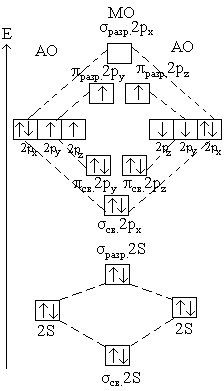 МО
σразр.2px
E
АО
АО
πразр.2py
πразр.2pz
2px 2py 2pz
2pz 2py 2px
πсв.2py πсв.2pz
σсв.2px
σразр.2S
2S
2S
σсв.2S